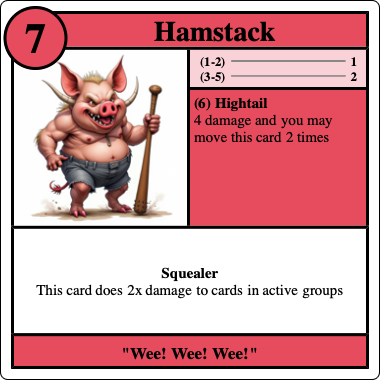 7
Hamstack
(1-2) 1
(3-5) 2
(6) Hightail
4 damage and you may
move this card 2 times
Squealer
This card does 2x damage to cards in active groups
"Wee! Wee! Wee!"